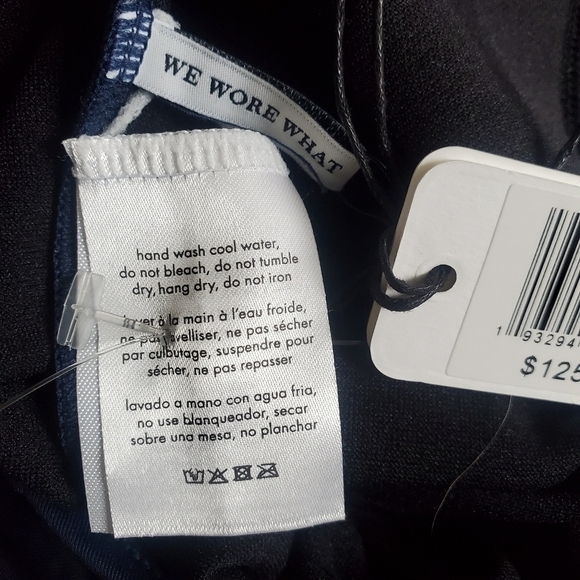 WE WORE WHAT
hand wash cool water,
do not bleach, do not tumble
dry, hang dry, do not iron
à la main à l'eau froide,
ne pas sécher
par culbutage, suspendre pour
sécher, ne pas repasser
lavado a mano con agua fria,
no use blanqueador, secar
sobre una mesa, no planchar
1 93294
$125